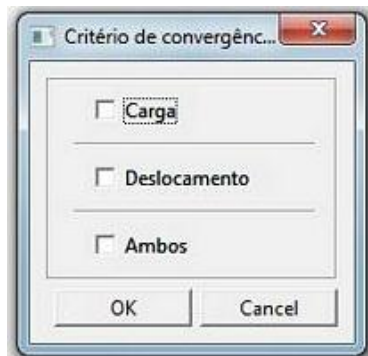 Critério de convergênc...
Carga
Deslocamento
Ambos
OK
Cancel